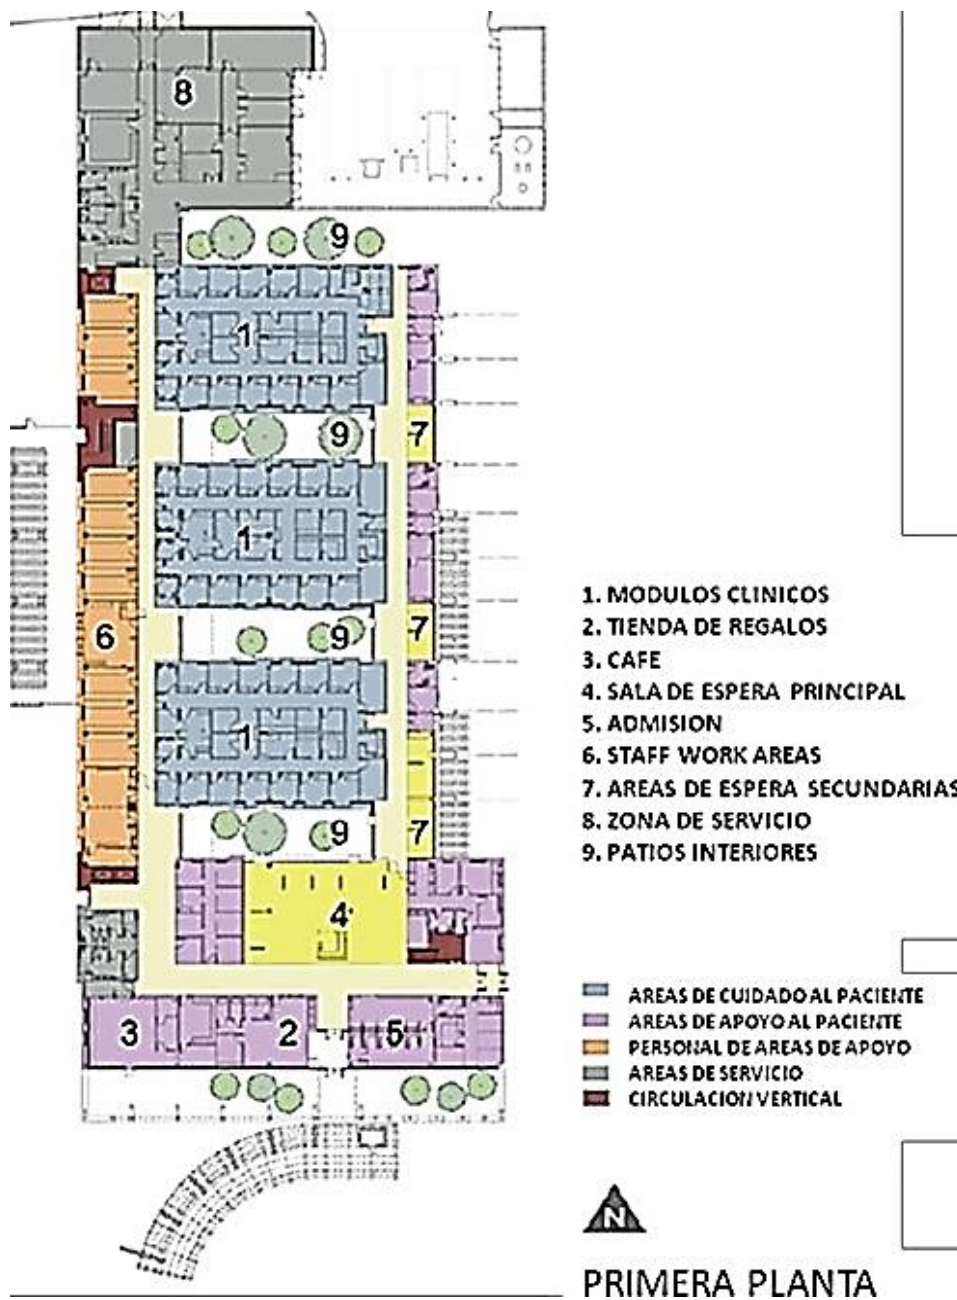 8
9
1
9
7
1
6
7
9
1
9
7
4
3
2
5
1. MODULOS CLINICOS
2. TIENDA DE REGALOS
3. CAFE
4. SALA DE ESPERA PRINCIPAL
5. ADMISION
6. STAFF WORK AREAS
7. AREAS DE ESPERA SECUNDARIAS
8. ZONA DE SERVICIO
9. PATIOS INTERIORES
AREAS DE CUIDADO AL PACIENTE
AREAS DE APOYO AL PACIENTE
PERSONAL DE AREAS DE APOYO
AREAS DE SERVICIO
CIRCULACION VERTICAL
N
PRIMERA PLANTA